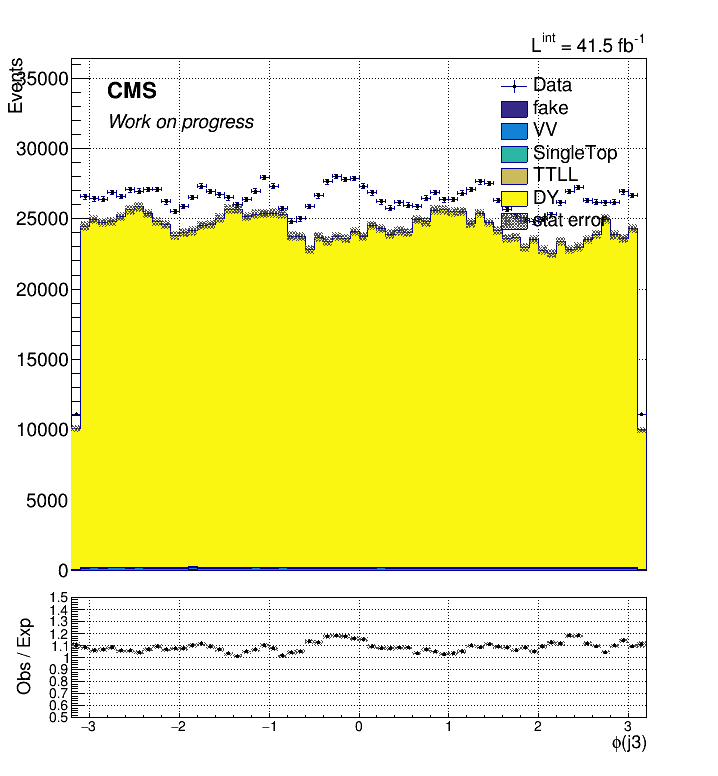 L^int = 41.5 fb^-1
Events
35000
30000
25000
20000
15000
10000
5000
0
CMS
Work on progress
Data
fake
VV
SingleTop
TTLL
DY
stat error
Obs / Exp
1.5
1.4
1.3
1.2
1.1
1
0.9
0.8
0.7
0.6
0.5
−3 −2 −1 0 1 2 3
ϕ(j3)